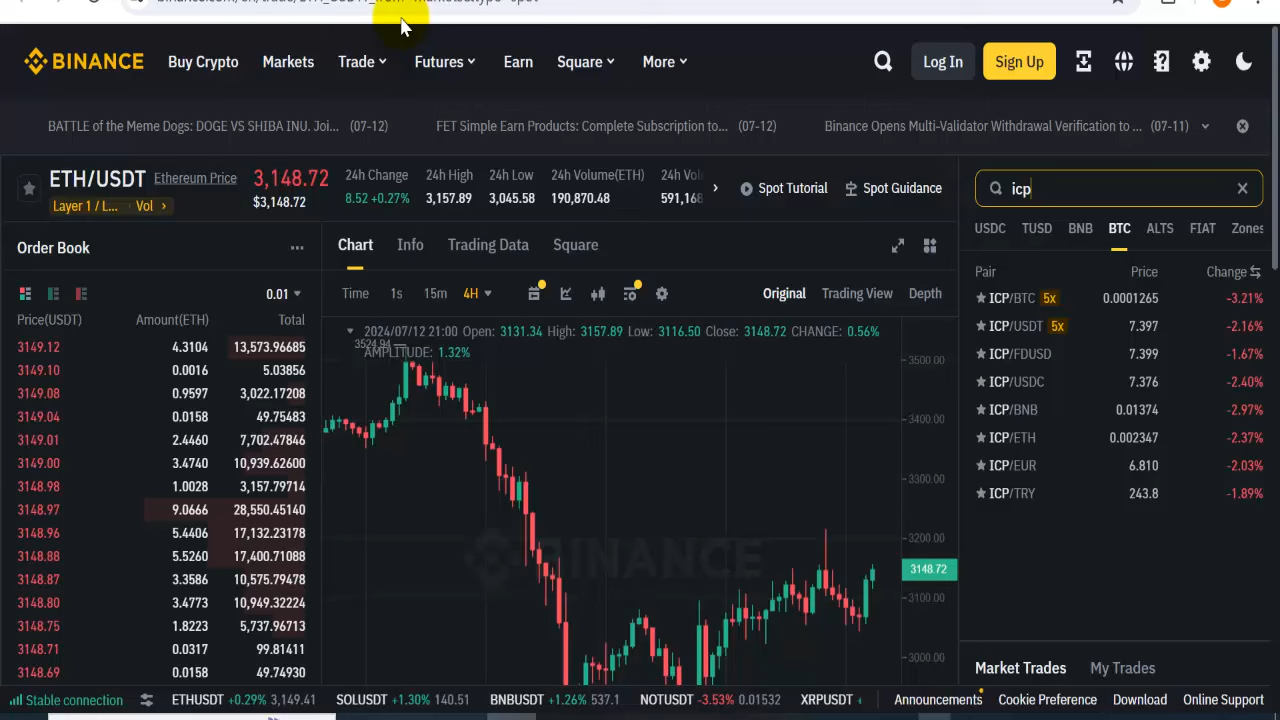 BINANCE
Buy Crypto Markets Trade Futures Earn Square More Log In Sign Up
BATTLE of the Meme Dogs: DOGE VS SHIBA INU. Joi... (07-12) FET Simple Earn Products: Complete Subscription to... (07-12) Binance Opens Multi-Validator Withdrawal Verification to ... (07-11)
ETH/USDT Ethereum Price 3,148.72 24h Change 24h High 24h Low 24h Volume(ETH) 24h Vol
Layer 1 / L... Vol $3,148.72 8.52 +0.27% 3,157.89 3,045.58 190,870.48 591,168
Spot Tutorial Spot Guidance
icp
USDC TUSD BNB BTC ALTS FIAT Zones
Pair Price Change
ICP/BTC 5x 0.0001265 -3.21%
ICP/USDT 5x 7.397 -2.16%
ICP/FDUSD 7.399 -1.67%
ICP/USDC 7.376 -2.40%
ICP/BNB 0.01374 -2.97%
ICP/ETH 0.002347 -2.37%
ICP/EUR 6.810 -2.03%
ICP/TRY 243.8 -1.89%
Order Book
0.01
Price(USDT) Amount(ETH) Total
3149.12 4.3104 13,573.96685
3149.10 0.0016 5.03856
3149.08 0.9597 3,022.17208
3149.04 0.0158 49.75483
3149.01 2.4460 7,702.47846
3149.00 3.4740 10,939.62600
3148.98 1.0028 3,157.79714
3148.97 9.0666 28,550.45140
3148.96 5.4406 17,132.23178
3148.88 5.5260 17,400.71088
3148.87 3.3586 10,575.79478
3148.80 3.4773 10,949.32224
3148.75 1.8223 5,737.96713
3148.71 0.0317 99.81411
3148.69 0.0158 49.74930
Chart Info Trading Data Square
Time 1s 15m 4H Original Trading View Depth
2024/07/12 21:00 Open: 3131.34 High: 3157.89 Low: 3116.50 Close: 3148.72 CHANGE: 0.56%
AMPLITUDE: 1.32%
3524.94
3500.00
3400.00
3300.00
3200.00
3148.72
3100.00
3000.00
BINANCE
Market Trades My Trades
Stable connection ETHUSDT +0.29% 3,149.41 SOLUSDT +1.30% 140.51 BNBUSDT +1.26% 537.1 NOTUSDT -3.53% 0.01532 XRPUSDT + Announcements Cookie Preference Download Online Support